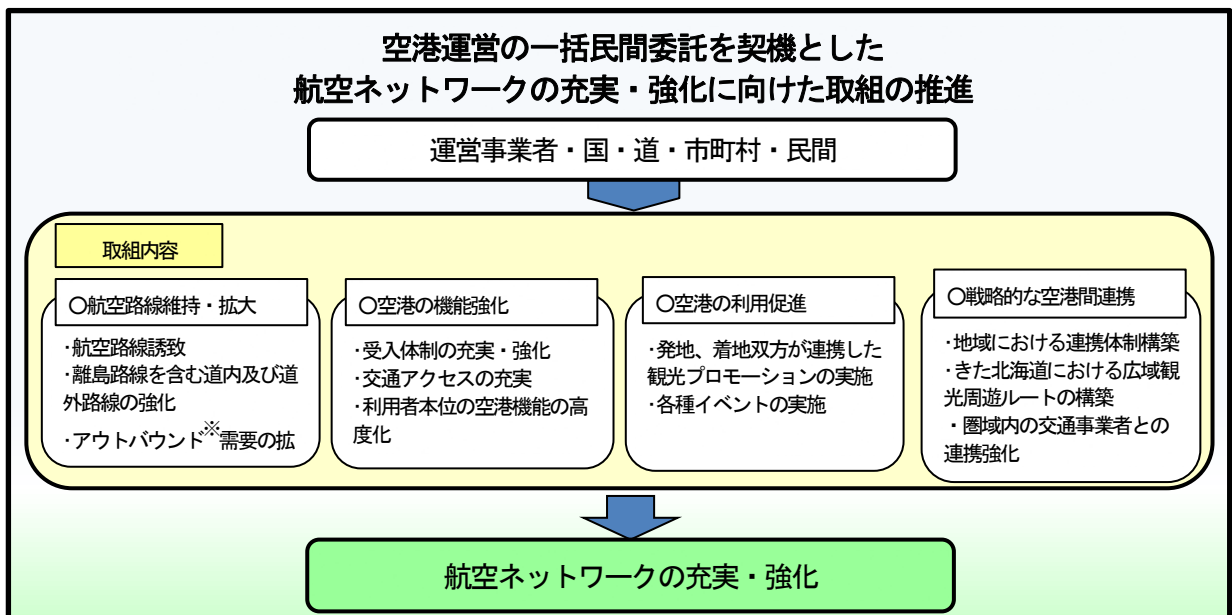 空港運営の一括民間委託を契機とした
航空ネットワークの充実・強化に向けた取組の推進
運営事業者・国・道・市町村・民間
取組内容
○航空路線維持・拡大
・航空路線誘致
・離島路線を含む道内及び道
外路線の強化
・アウトバウンド※需要の拡
○空港の機能強化
・受入体制の充実・強化
・交通アクセスの充実
・利用者本位の空港機能の高
度化
○空港の利用促進
・発地、着地双方が連携した
観光プロモーションの実施
・各種イベントの実施
○戦略的な空港間連携
・地域における連携体制構築
・きた北海道における広域観
光周遊ルートの構築
・圏域内の交通事業者との
連携強化
航空ネットワークの充実・強化